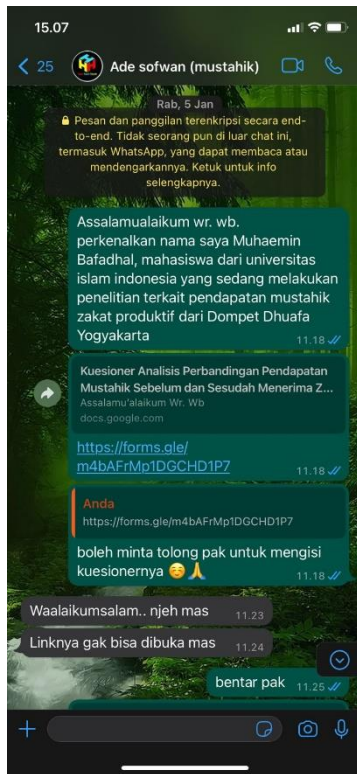 15.07
25
Ade sofwan (mustahik)
Rab, 5 Jan
Pesan dan panggilan terenkripsi secara end-
to-end. Tidak seorang pun di luar chat ini,
termasuk WhatsApp, yang dapat membaca atau
mendengarkannya. Ketuk untuk info
selengkapnya.
Assalamualaikum wr. wb.
perkenalkan nama saya Muhaemin
Bafadhal, mahasiswa dari universitas
islam indonesia yang sedang melakukan
penelitian terkait pendapatan mustahik
zakat produktif dari Dompet Dhuafa
Yogyakarta
11.18
Kuesioner Analisis Perbandingan Pendapatan
Mustahik Sebelum dan Sesudah Menerima Z...
Assalamu'alaikum Wr. Wb
docs.google.com
https://forms.gle/
m4bAFrMp1DGCHD1P7
11.18
Anda
https://forms.gle/m4bAFrMp1DGCHD1P7
boleh minta tolong pak untuk mengisi
kuesionernya 😊🙏
11.18
Waalaikumsalam.. njeh mas 11.23
Linknya gak bisa dibuka mas 11.24
bentar pak 11.25